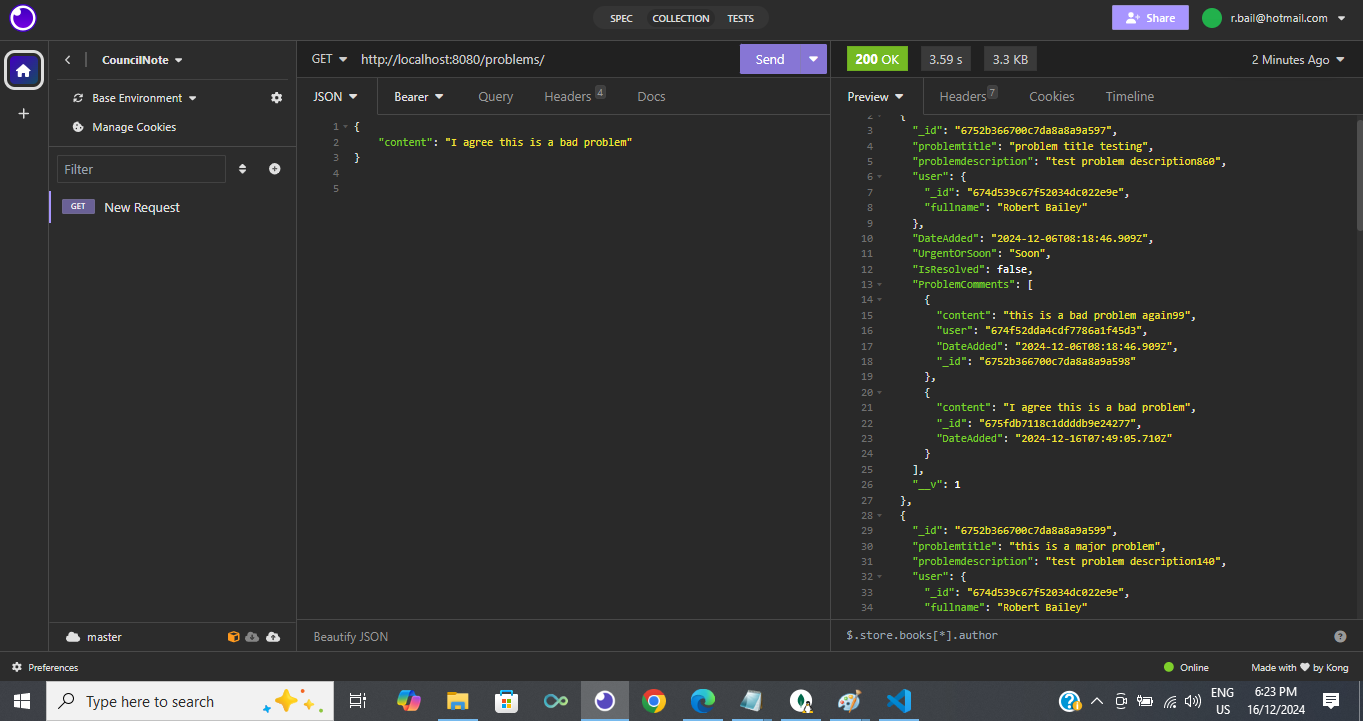 SPEC COLLECTION TESTS
Share
r.bail@hotmail.com
CouncilNote
GET http://localhost:8080/problems/
Send
200 OK 3.59 s 3.3 KB
2 Minutes Ago
Base Environment
Manage Cookies
Filter
GET New Request
JSON Bearer Query Headers 4 Docs
1 {
2 "content": "I agree this is a bad problem"
3 }
4
5
Preview Headers 7 Cookies Timeline
2 {
3 "_id": "6752b366700c7da8a8a9a597",
4 "problemtitle": "problem title testing",
5 "problemdescription": "test problem description860",
6 "user": {
7 "_id": "674d539c67f52034dc022e9e",
8 "fullname": "Robert Bailey"
9 },
10 "DateAdded": "2024-12-06T08:18:46.909Z",
11 "UrgentOrSoon": "Soon",
12 "IsResolved": false,
13 "ProblemComments": [
14 {
15 "content": "this is a bad problem again99",
16 "user": "674f52dda4cdf7786a1f45d3",
17 "DateAdded": "2024-12-06T08:18:46.909Z",
18 "_id": "6752b366700c7da8a8a9a598"
19 },
20 {
21 "content": "I agree this is a bad problem",
22 "_id": "675fdb7118c1ddddb9e24277",
23 "DateAdded": "2024-12-16T07:49:05.710Z"
24 }
25 ],
26 "__v": 1
27 },
28 {
29 "_id": "6752b366700c7da8a8a9a599",
30 "problemtitle": "this is a major problem",
31 "problemdescription": "test problem description140",
32 "user": {
33 "_id": "674d539c67f52034dc022e9e",
34 "fullname": "Robert Bailey"
master
Beautify JSON
$.store.books[*].author
Preferences
Online
Made with ❤ by Kong
Type here to search
ENG
US
6:23 PM
16/12/2024